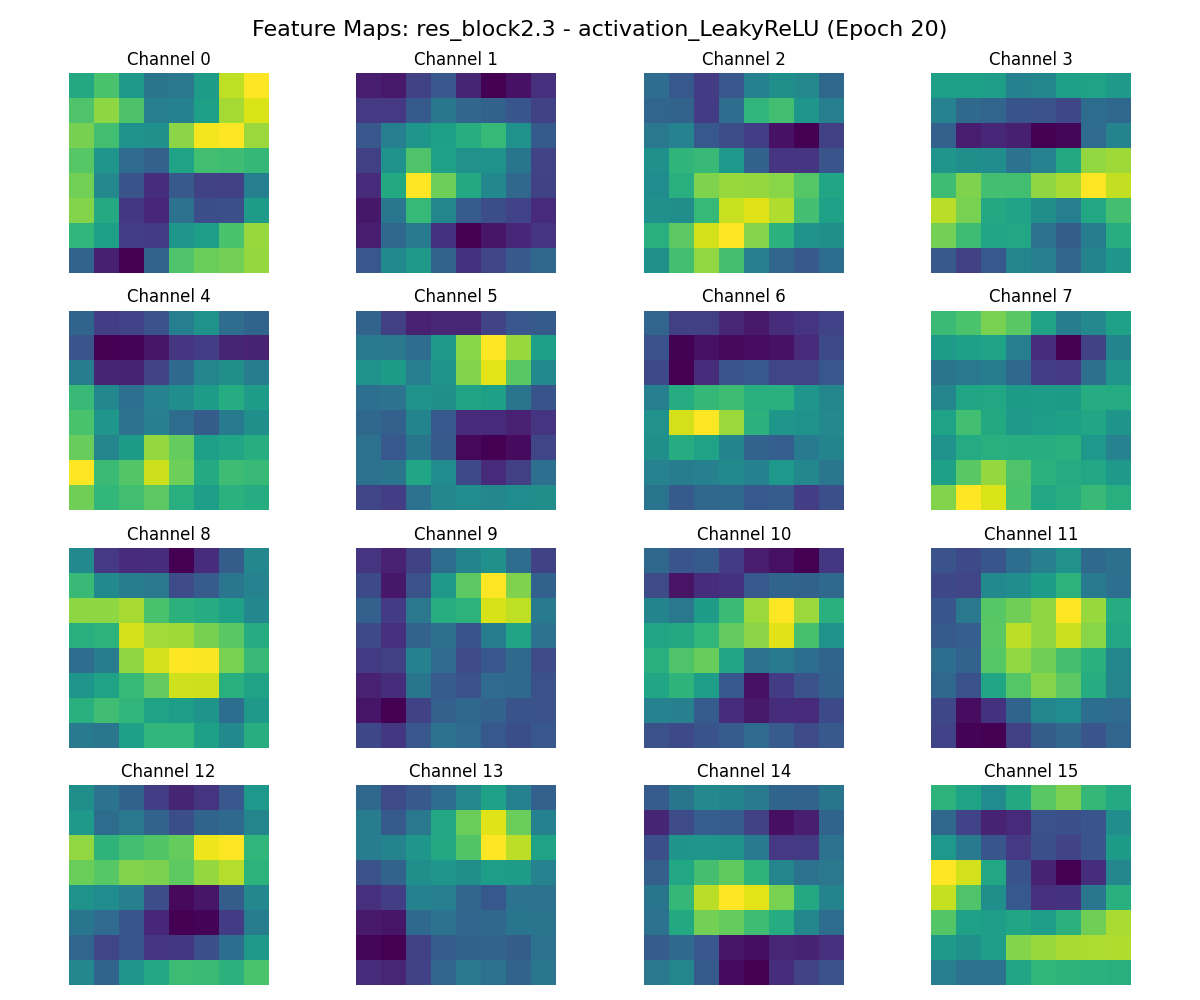 Feature Maps: res_block2.3 - activation_LeakyReLU (Epoch 20)
Channel 0
Channel 1
Channel 2
Channel 3
Channel 4
Channel 5
Channel 6
Channel 7
Channel 8
Channel 9
Channel 10
Channel 11
Channel 12
Channel 13
Channel 14
Channel 15